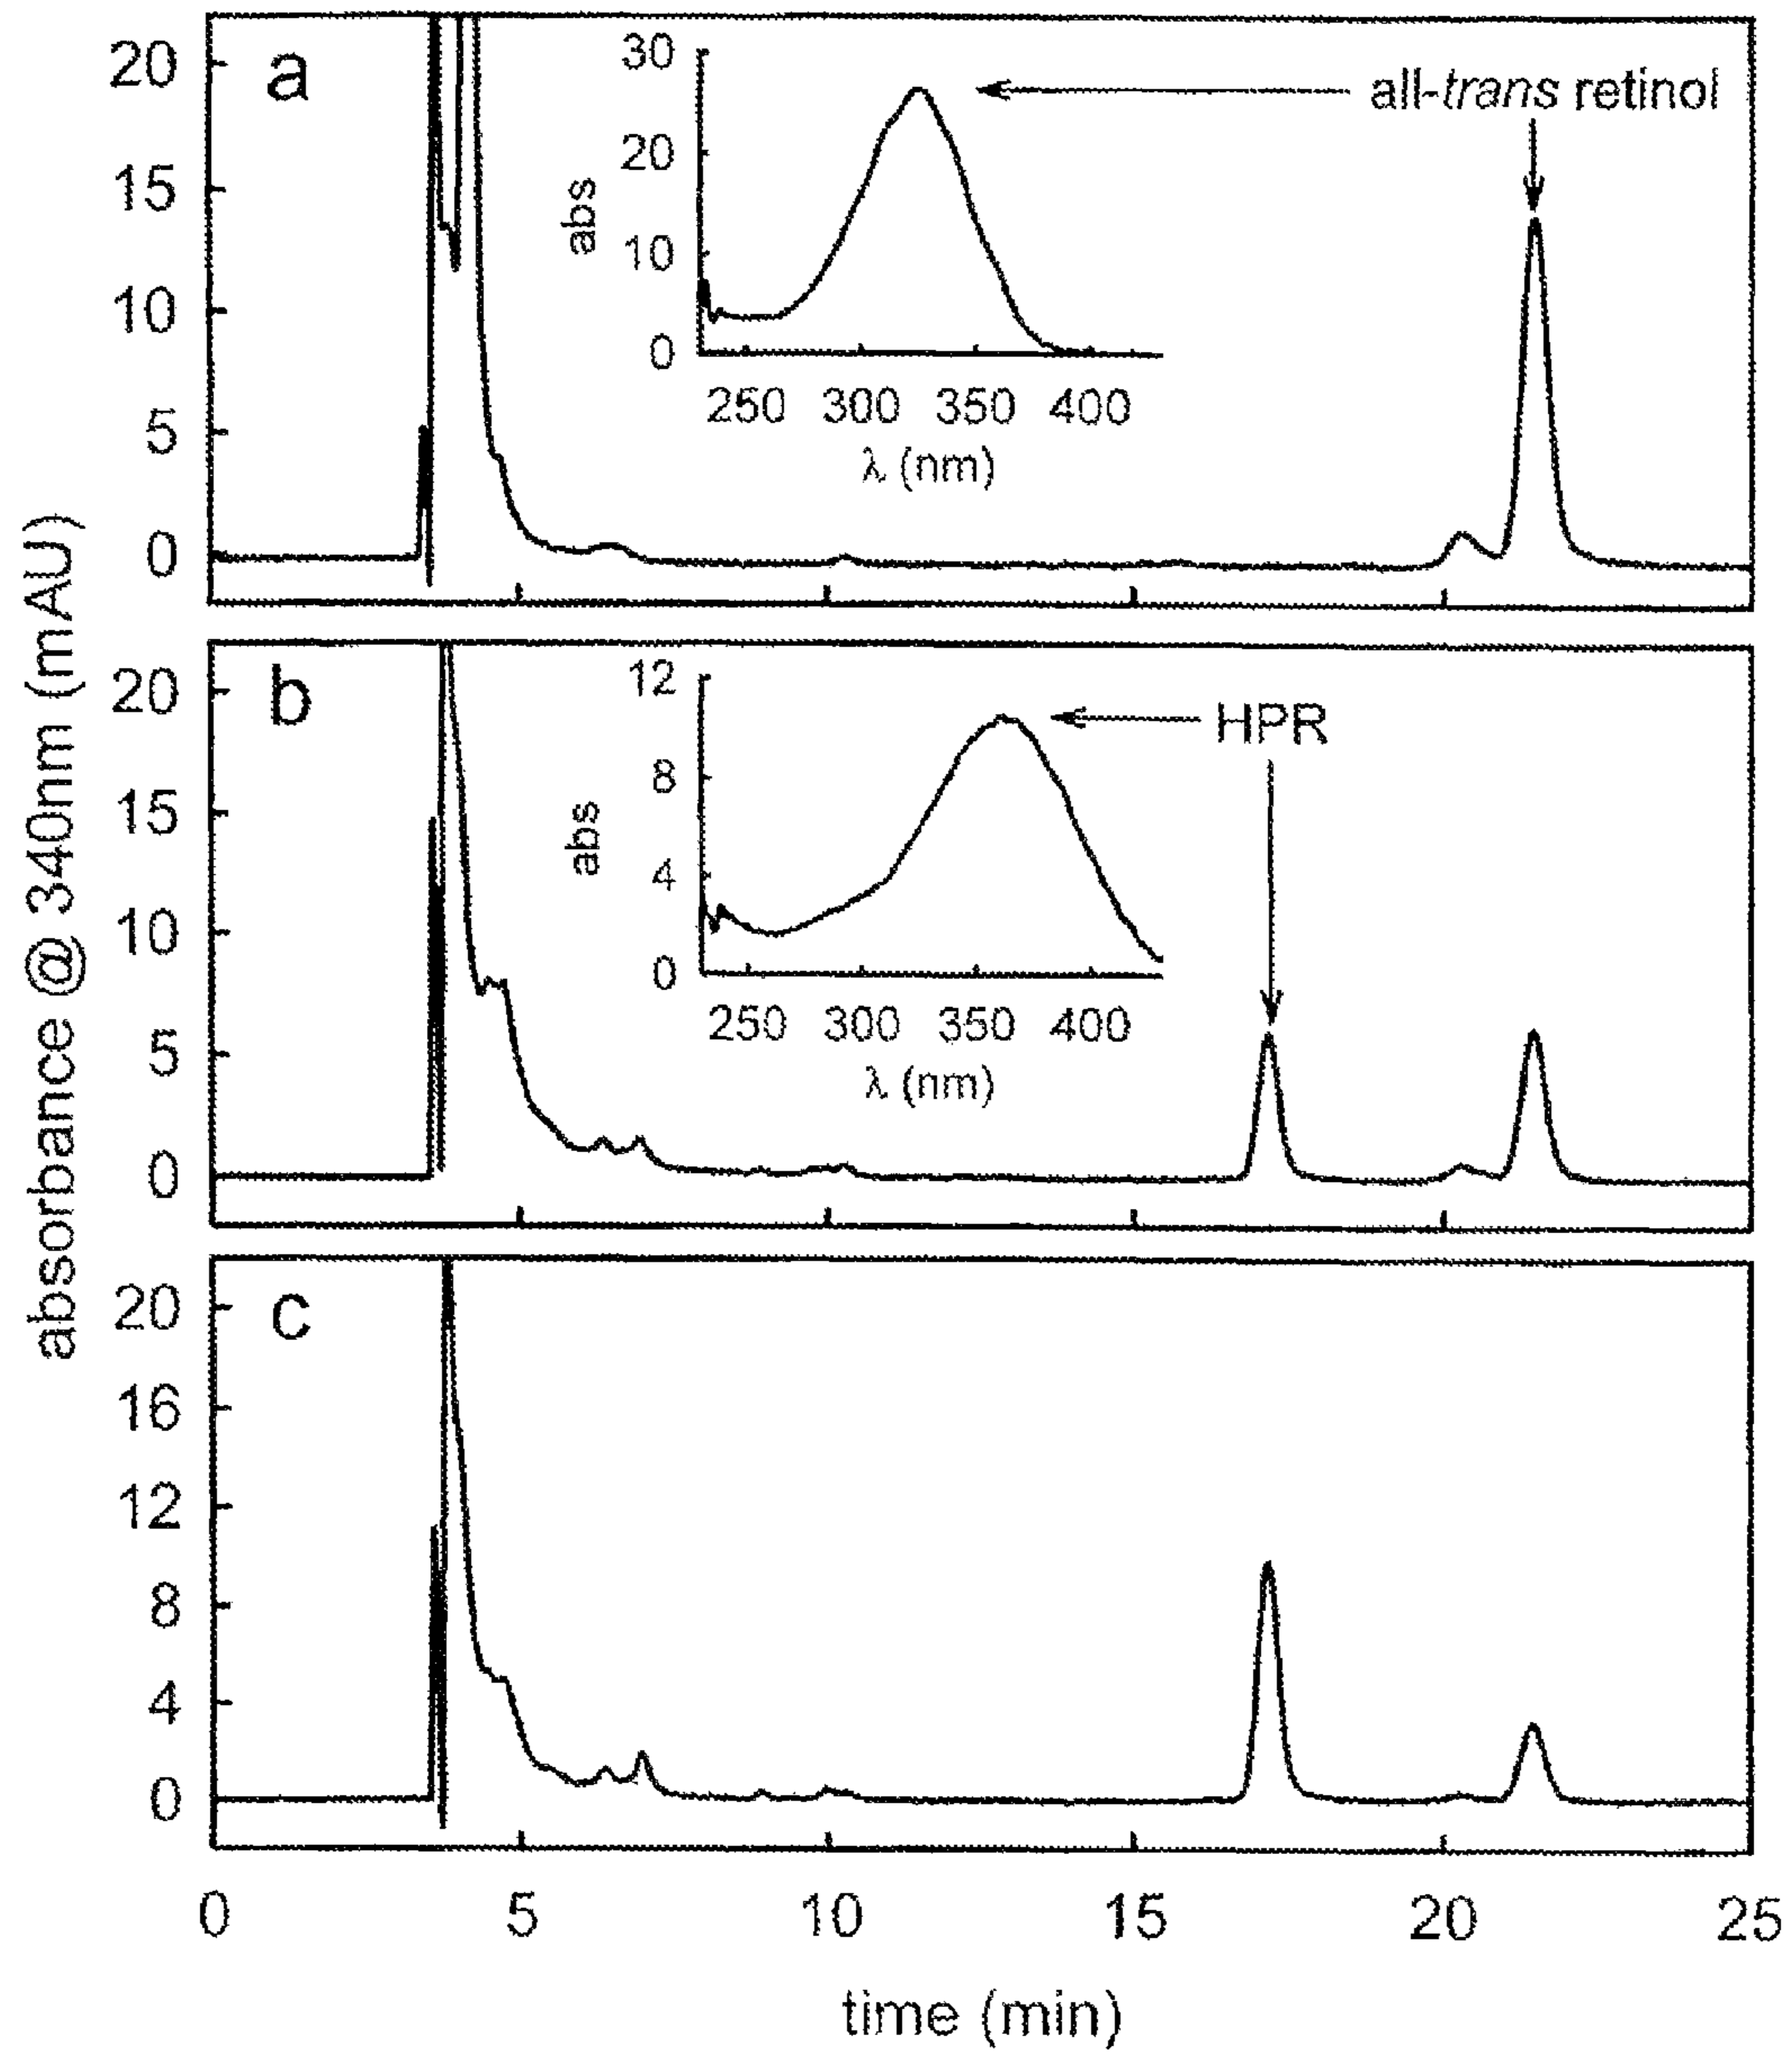 absorbance @ 340nm (mAU)
a
20
15
10
5
0
30
20
10
0
abs
250 300 350 400
λ (nm)
all-trans retinol
b
20
15
10
5
0
12
8
4
0
abs
250 300 350 400
λ (nm)
HPR
c
20
16
12
8
4
0
0 5 10 15 20 25
time (min)